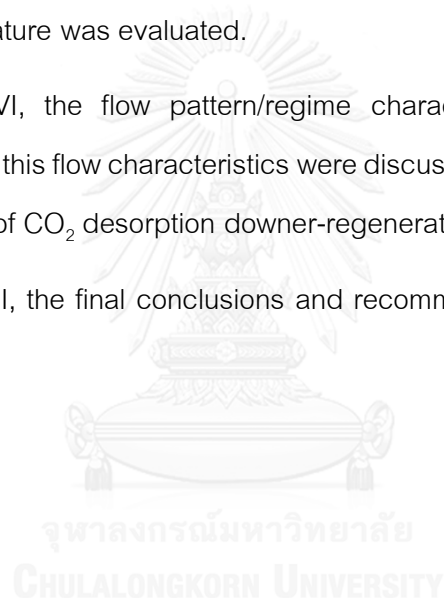 ature was evaluated.
VI, the flow pattern/regime charac
this flow characteristics were discus
of CO₂ desorption downer-regenerat
I, the final conclusions and recomm
จุฬาลงกรณ์มหาวิทยาลัย
CHULALONGKORN UNIVERSITY